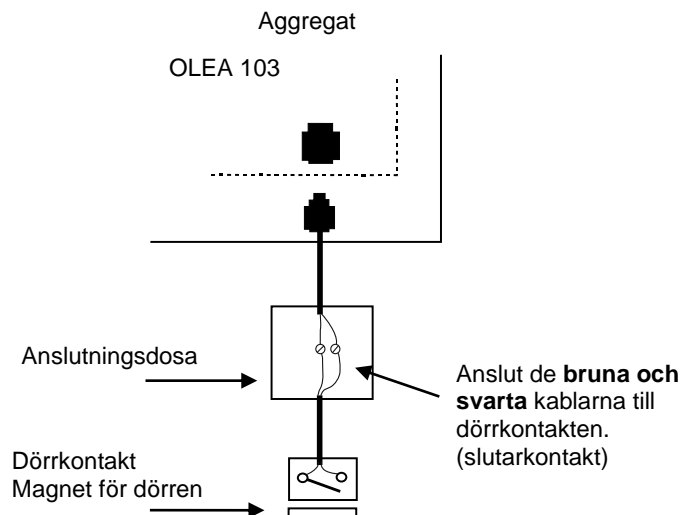 Aggregat
OLEA 103
Anslutningsdosa
Anslut de bruna och
svarta kablarna till
dörrkontakten.
(slutarkontakt)
Dörrkontakt
Magnet för dörren